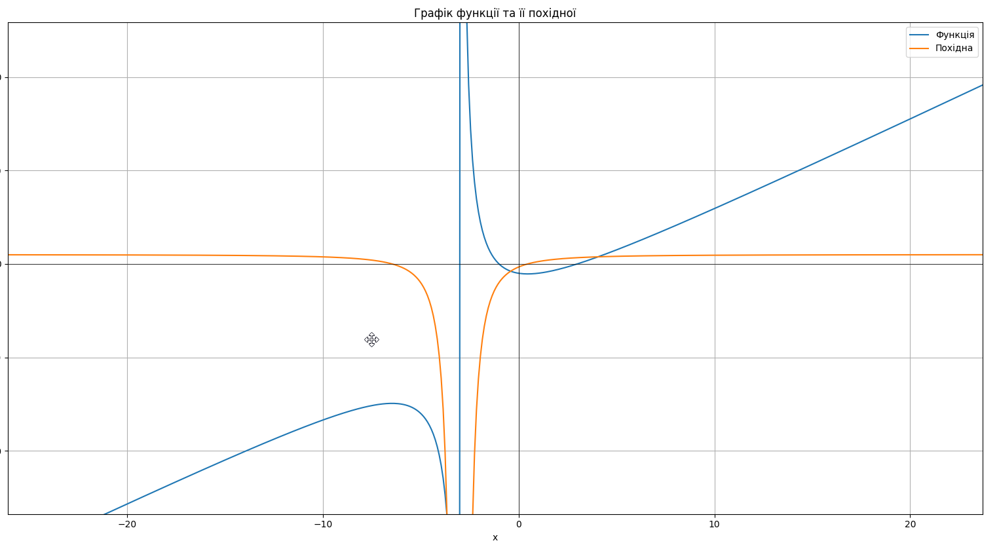 Графік функції та її похідної
Функція
Похідна
−20 −10 0 10 20
x